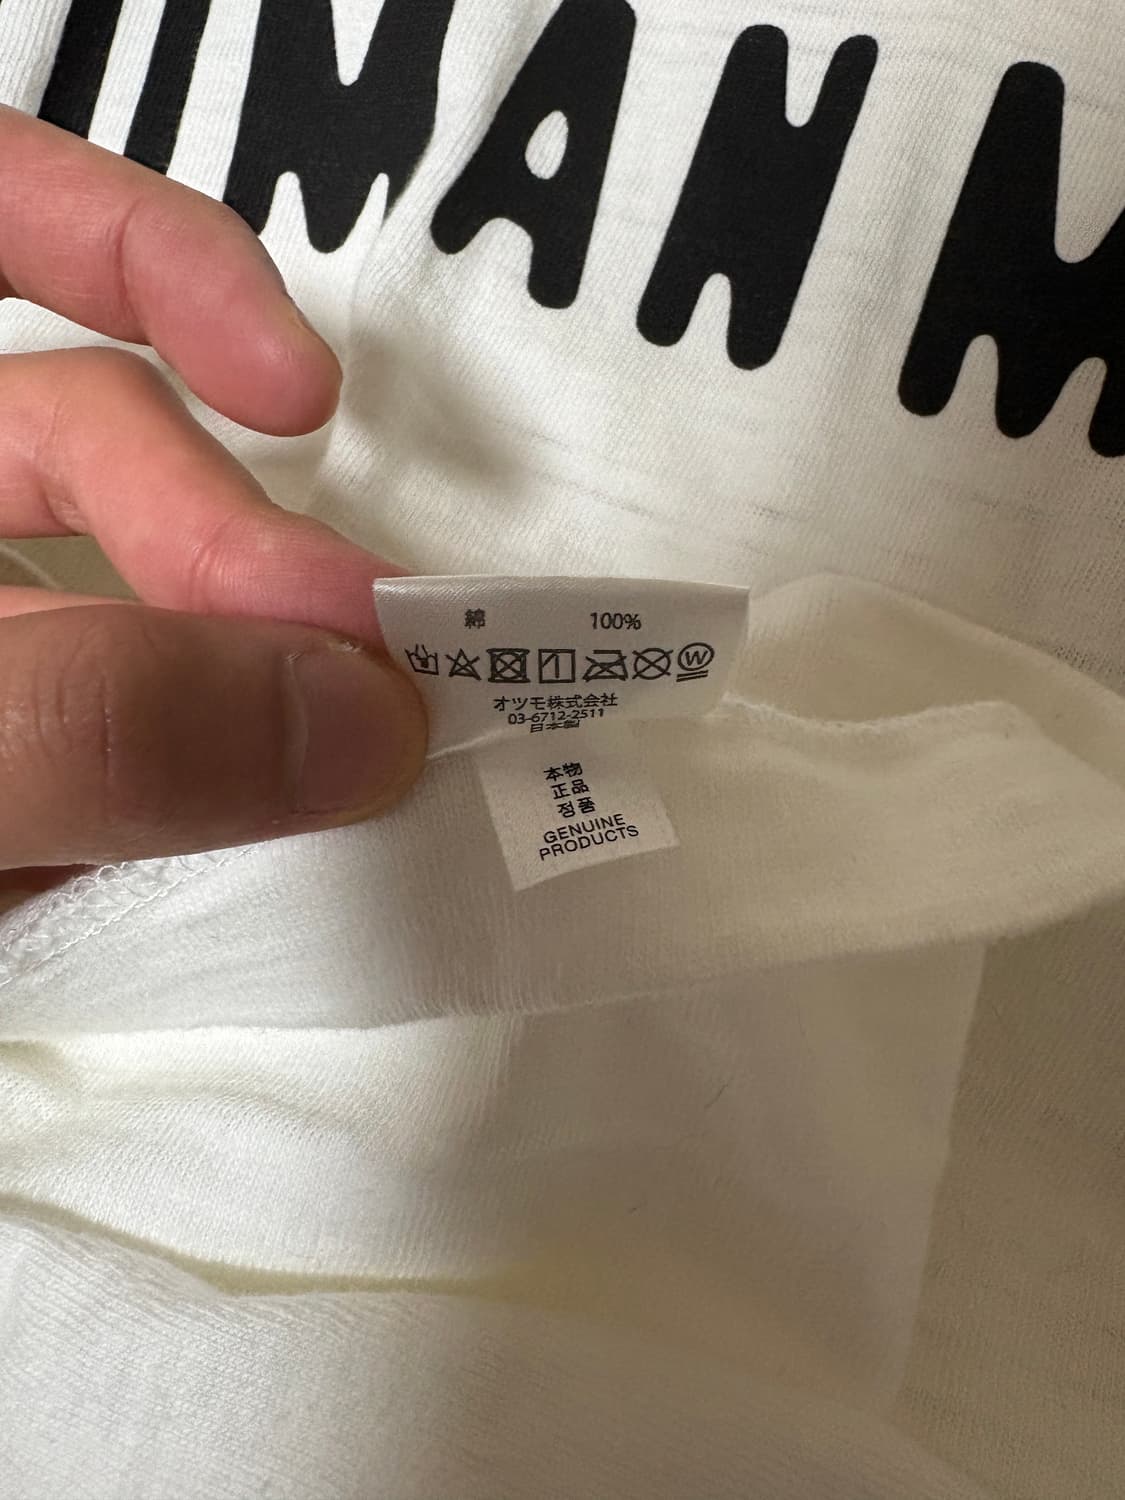 UMAN M
綿 100%
オツモ株式会社
03-6712-2511
日本製
本物
正品
정품
GENUINE
PRODUCTS